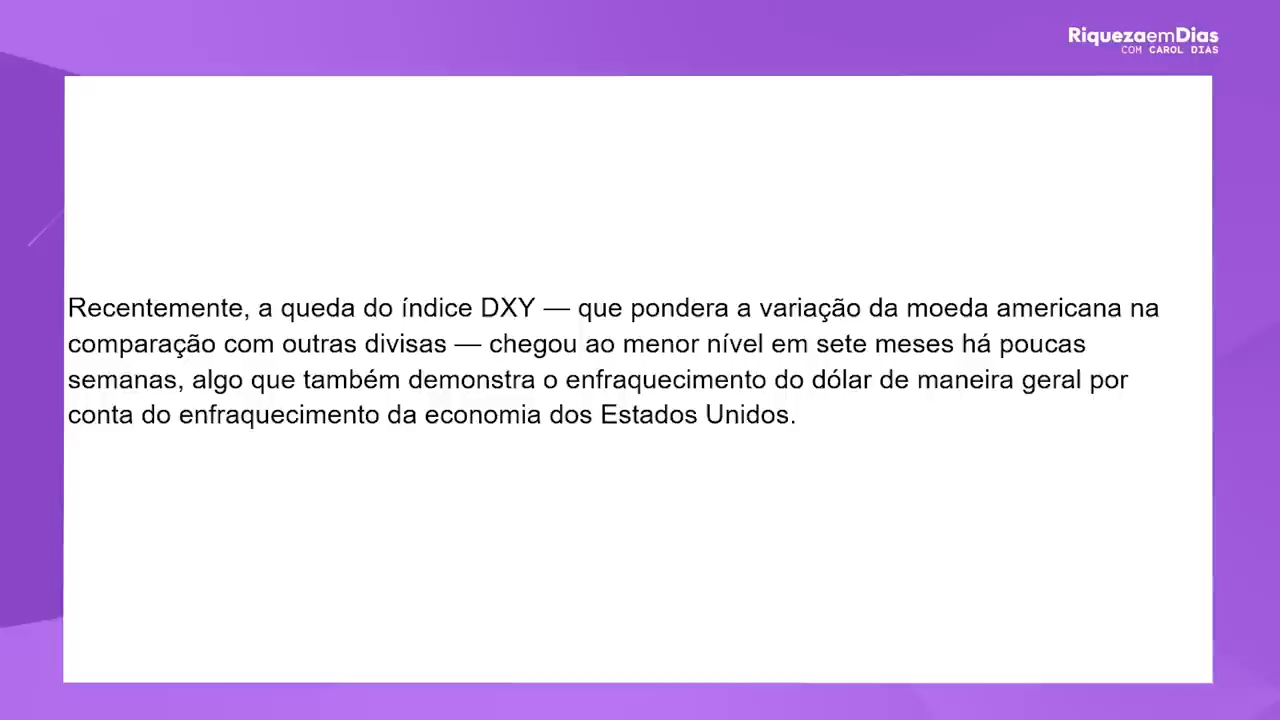 RiquezaemDias
COM CAROL DIAS
Recentemente, a queda do índice DXY — que pondera a variação da moeda americana na
comparação com outras divisas — chegou ao menor nível em sete meses há poucas
semanas, algo que também demonstra o enfraquecimento do dólar de maneira geral por
conta do enfraquecimento da economia dos Estados Unidos.